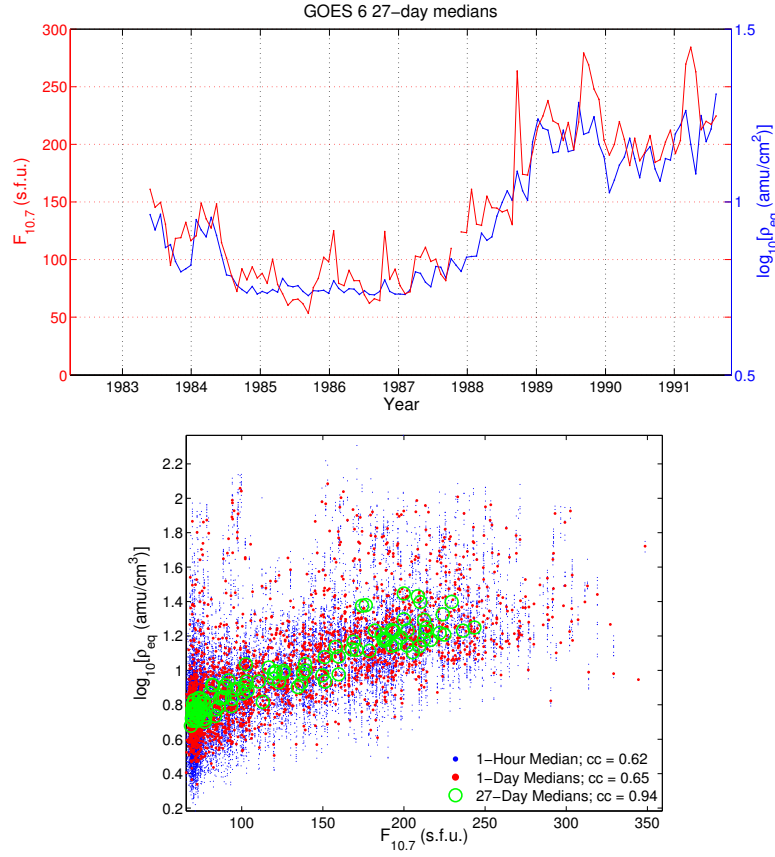 GOES 6 27−day medians
300
250
200
150
100
50
0
F10.7 (s.f.u.)
1.5
1
0.5
log10[ρeq (amu/cm2)]
1983 1984 1985 1986 1987 1988 1989 1990 1991
Year
2.2
2
1.8
1.6
1.4
1.2
1
0.8
0.6
0.4
0.2
log10[ρeq (amu/cm3)]
1−Hour Median; cc = 0.62
1−Day Medians; cc = 0.65
27−Day Medians; cc = 0.94
100 150 200 250 300 350
F10.7 (s.f.u.)